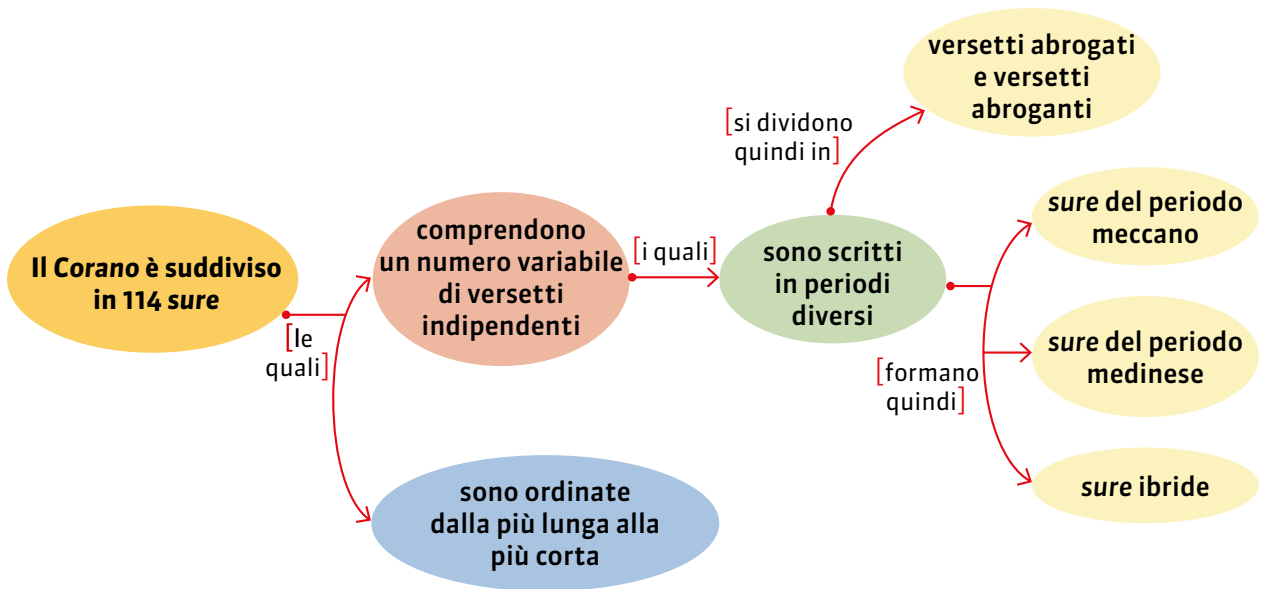 Il Corano è suddiviso
in 114 sure
[le
quali]
comprendono
un numero variabile
di versetti
indipendenti
sono ordinate
dalla più lunga alla
più corta
[i quali]
sono scritti
in periodi
diversi
[si dividono
quindi in]
versetti abrogati
e versetti
abroganti
[formano
quindi]
sure del periodo
meccano
sure del periodo
medinese
sure ibride